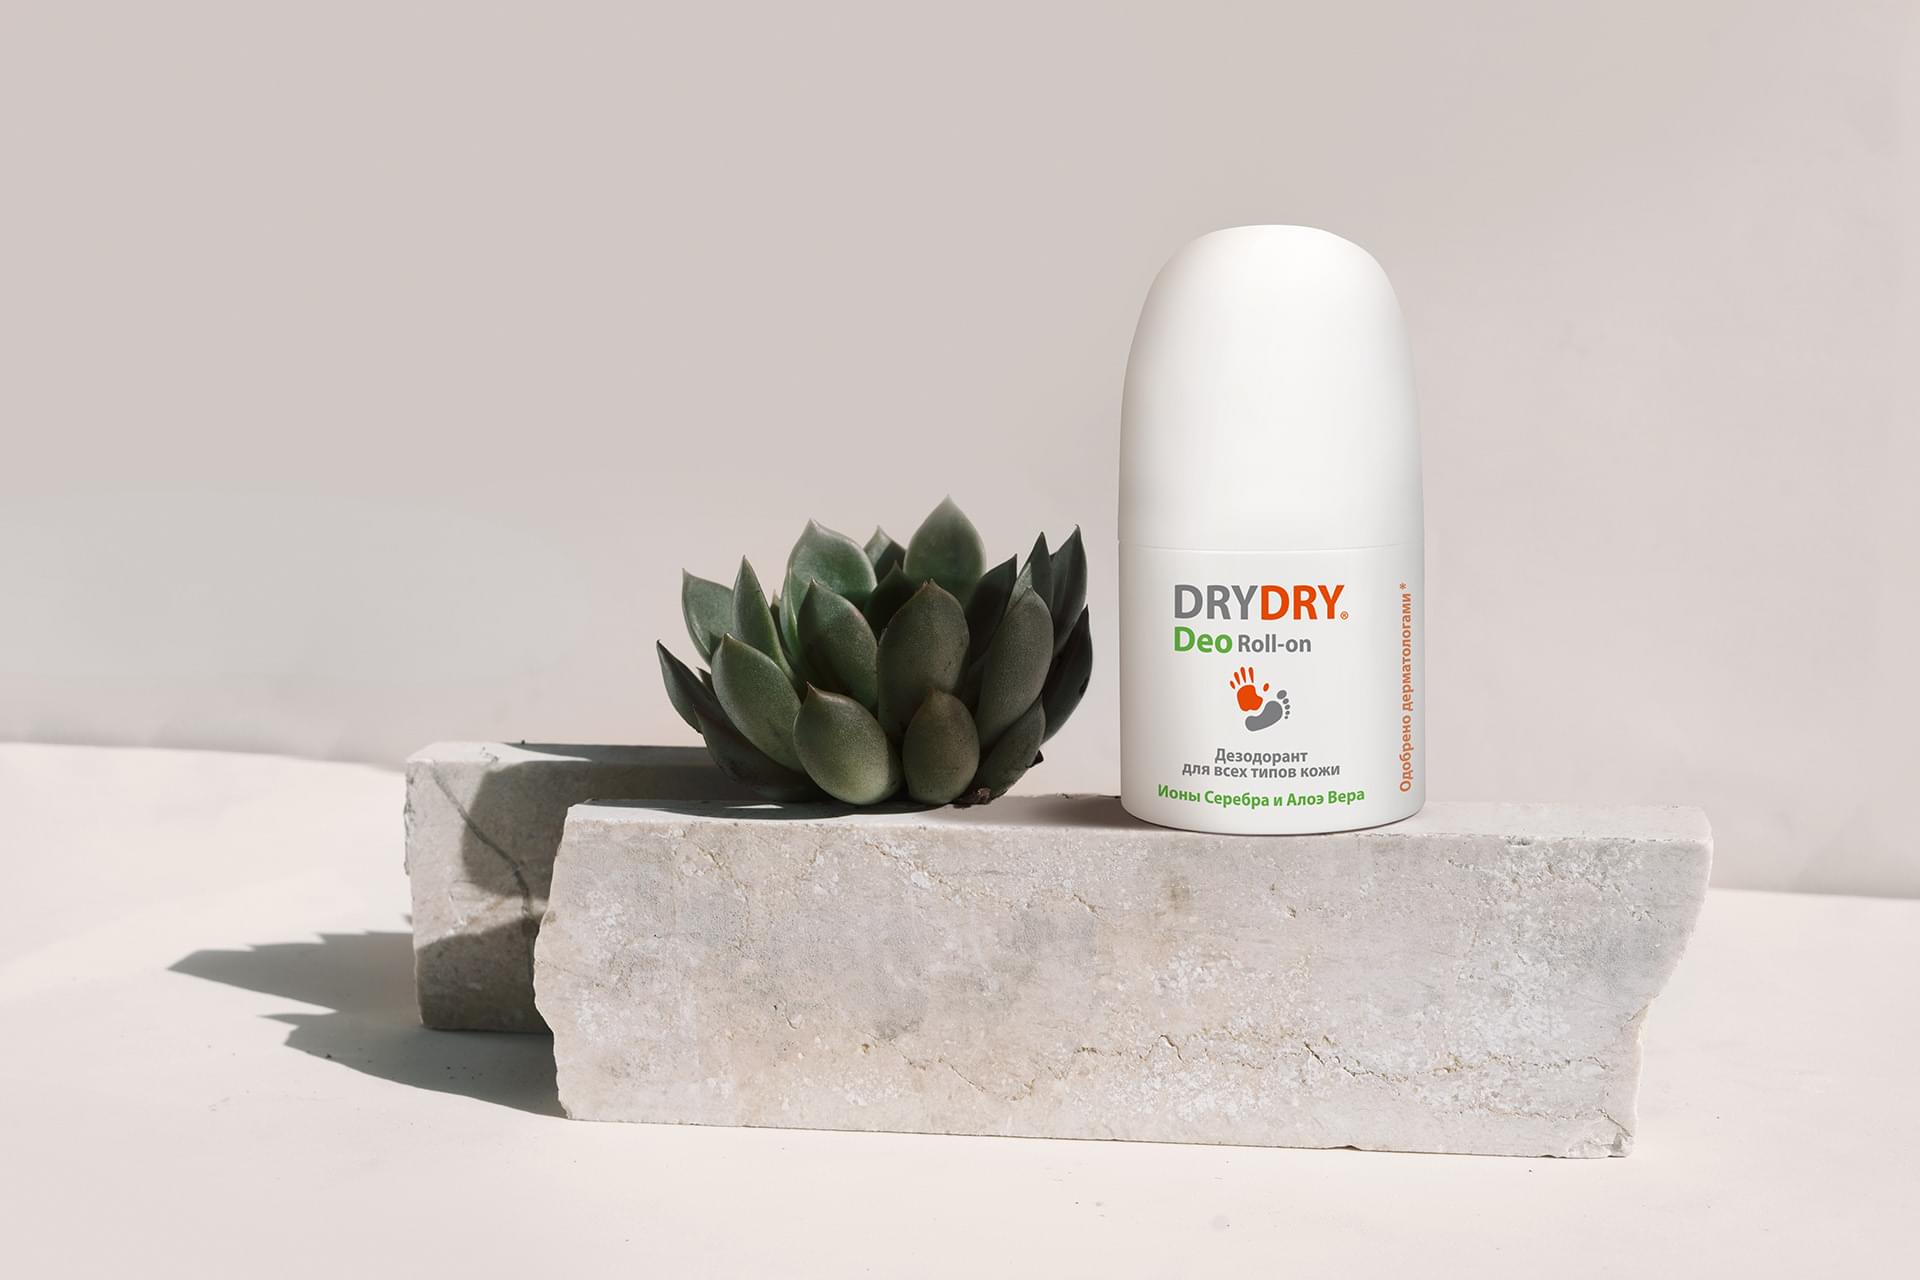 DRYDRY®
Deo Roll-on
Дезодорант
для всех типов кожи
Ионы Серебра и Алоэ Вера
Одобрено дерматологами *